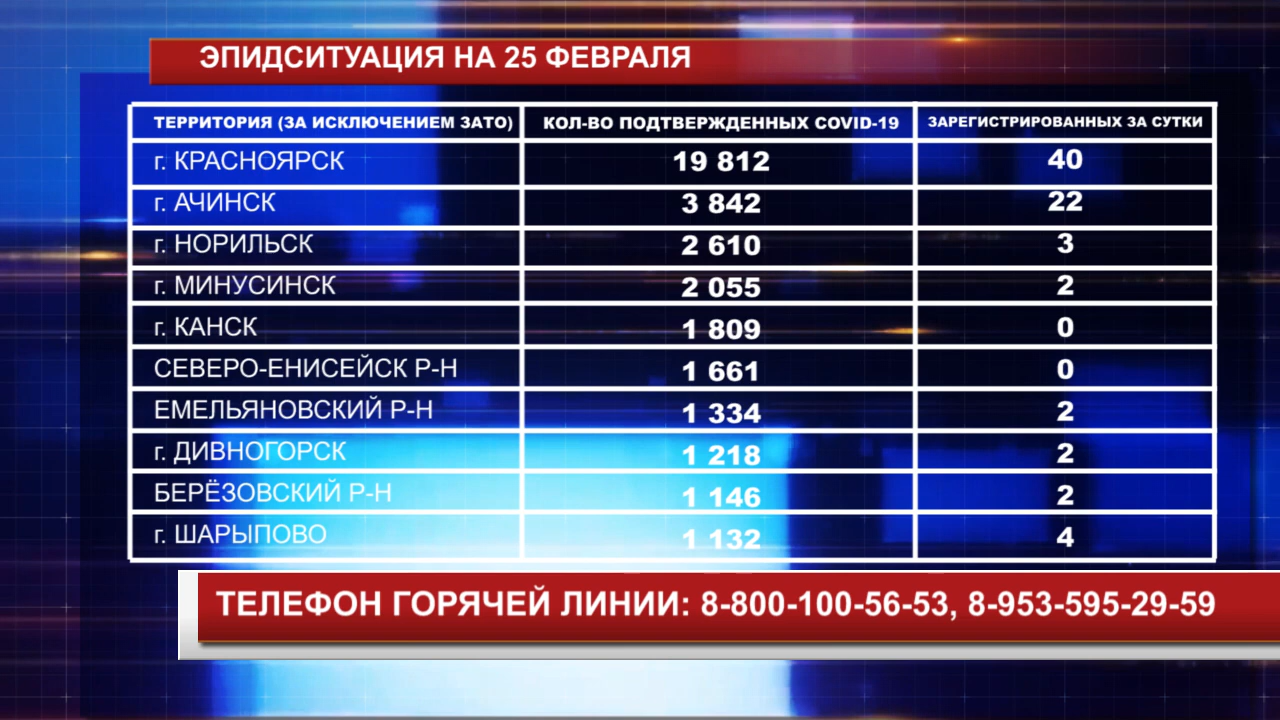 ЭПИДСИТУАЦИЯ НА 25 ФЕВРАЛЯ
ТЕРРИТОРИЯ (ЗА ИСКЛЮЧЕНИЕМ ЗАТО) КОЛ-ВО ПОДТВЕРЖДЕННЫХ COVID-19 ЗАРЕГИСТРИРОВАННЫХ ЗА СУТКИ
г. КРАСНОЯРСК 19 812 40
г. АЧИНСК 3 842 22
г. НОРИЛЬСК 2 610 3
г. МИНУСИНСК 2 055 2
г. КАНСК 1 809 0
СЕВЕРО-ЕНИСЕЙСК Р-Н 1 661 0
ЕМЕЛЬЯНОВСКИЙ Р-Н 1 334 2
г. ДИВНОГОРСК 1 218 2
БЕРЁЗОВСКИЙ Р-Н 1 146 2
г. ШАРЫПОВО 1 132 4
ТЕЛЕФОН ГОРЯЧЕЙ ЛИНИИ: 8-800-100-56-53, 8-953-595-29-59